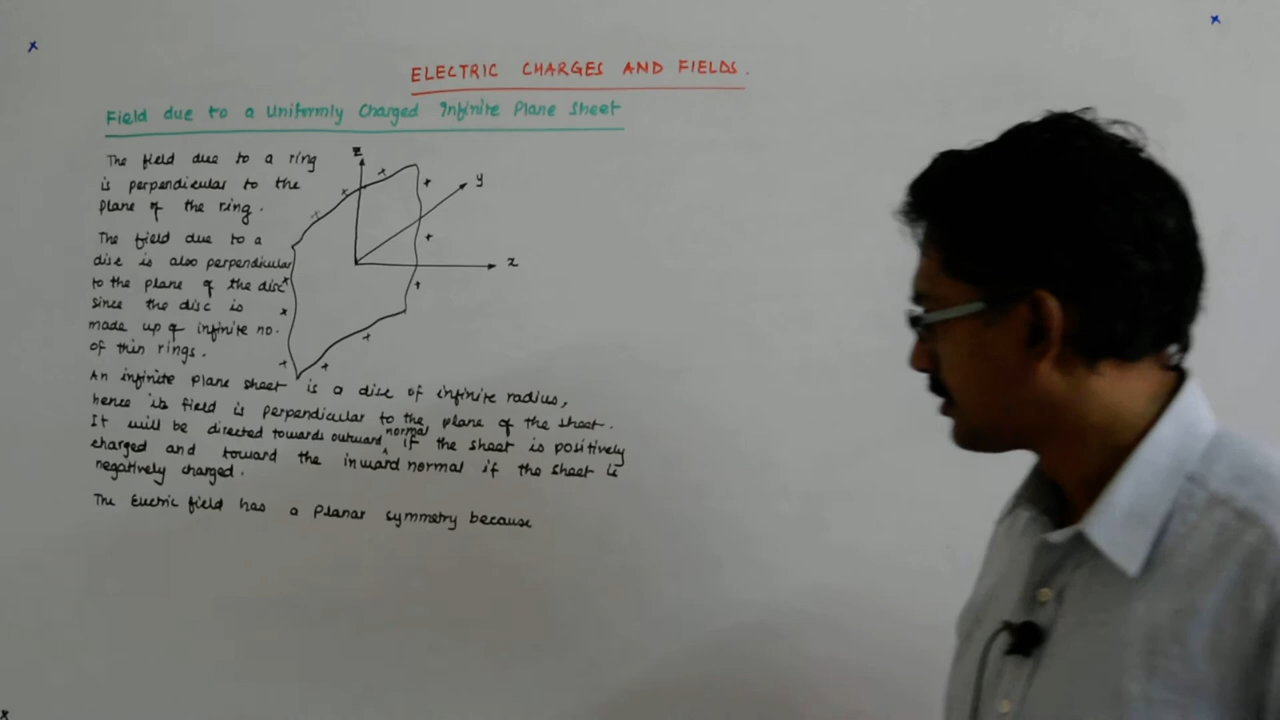 ELECTRIC CHARGES AND FIELDS.
Field due to a Uniformly Charged Infinite Plane Sheet
The field due to a ring
is perpendicular to the
plane of the ring.
The field due to a
disc is also perpendicular
to the plane of the disc
since the disc is
made up of infinite no.
of thin rings.
z
y
x
An infinite plane sheet is a disc of infinite radius,
hence its field is perpendicular to the plane of the sheet.
It will be directed towards outward normal if the sheet is positively
charged and toward the inward normal if the sheet is
negatively charged.
The Electric field has a planar symmetry because